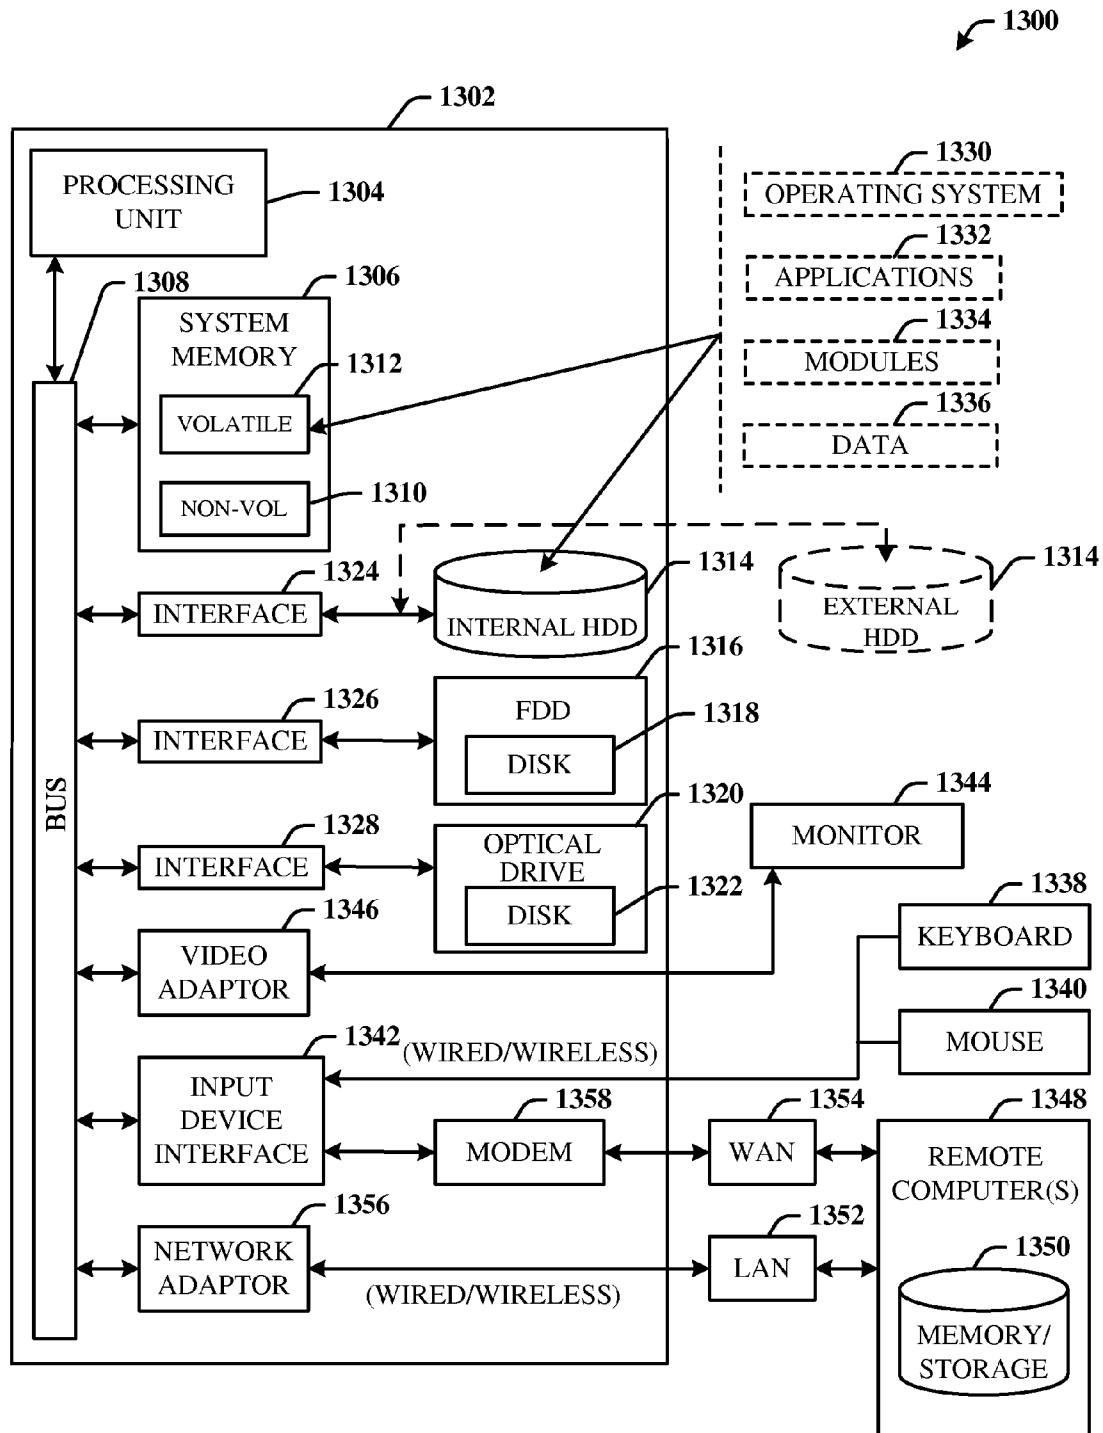 1300
1302
PROCESSING
UNIT
1304
1330
OPERATING SYSTEM
1332
APPLICATIONS
1334
MODULES
1336
DATA
1308
1306
SYSTEM
MEMORY
1312
VOLATILE
1310
NON-VOL
1324
INTERFACE
1314
INTERNAL HDD
1314
EXTERNAL
HDD
1316
FDD
1326
INTERFACE
1318
DISK
BUS
1320
OPTICAL
DRIVE
1328
INTERFACE
1322
DISK
1344
MONITOR
1346
VIDEO
ADAPTOR
1338
KEYBOARD
1340
MOUSE
1342
(WIRED/WIRELESS)
INPUT
DEVICE
INTERFACE
1358
MODEM
1354
WAN
1348
REMOTE
COMPUTER(S)
1356
NETWORK
ADAPTOR
(WIRED/WIRELESS)
1352
LAN
1350
MEMORY/
STORAGE